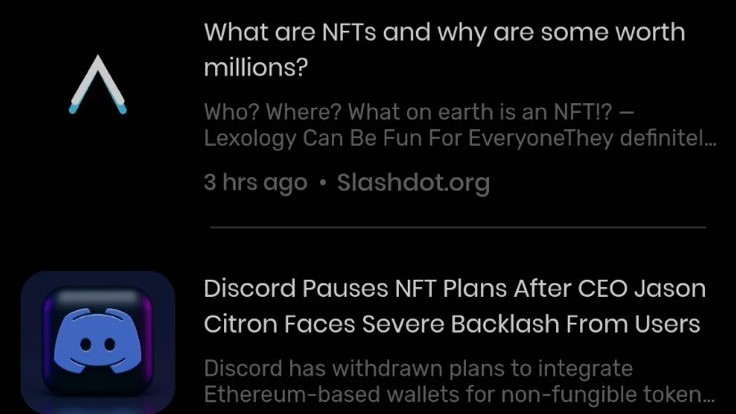 What are NFTs and why are some worth
millions?
Who? Where? What on earth is an NFT!? —
Lexology Can Be Fun For EveryoneThey definitel...
3 hrs ago • Slashdot.org
Discord Pauses NFT Plans After CEO Jason
Citron Faces Severe Backlash From Users
Discord has withdrawn plans to integrate
Ethereum-based wallets for non-fungible token...